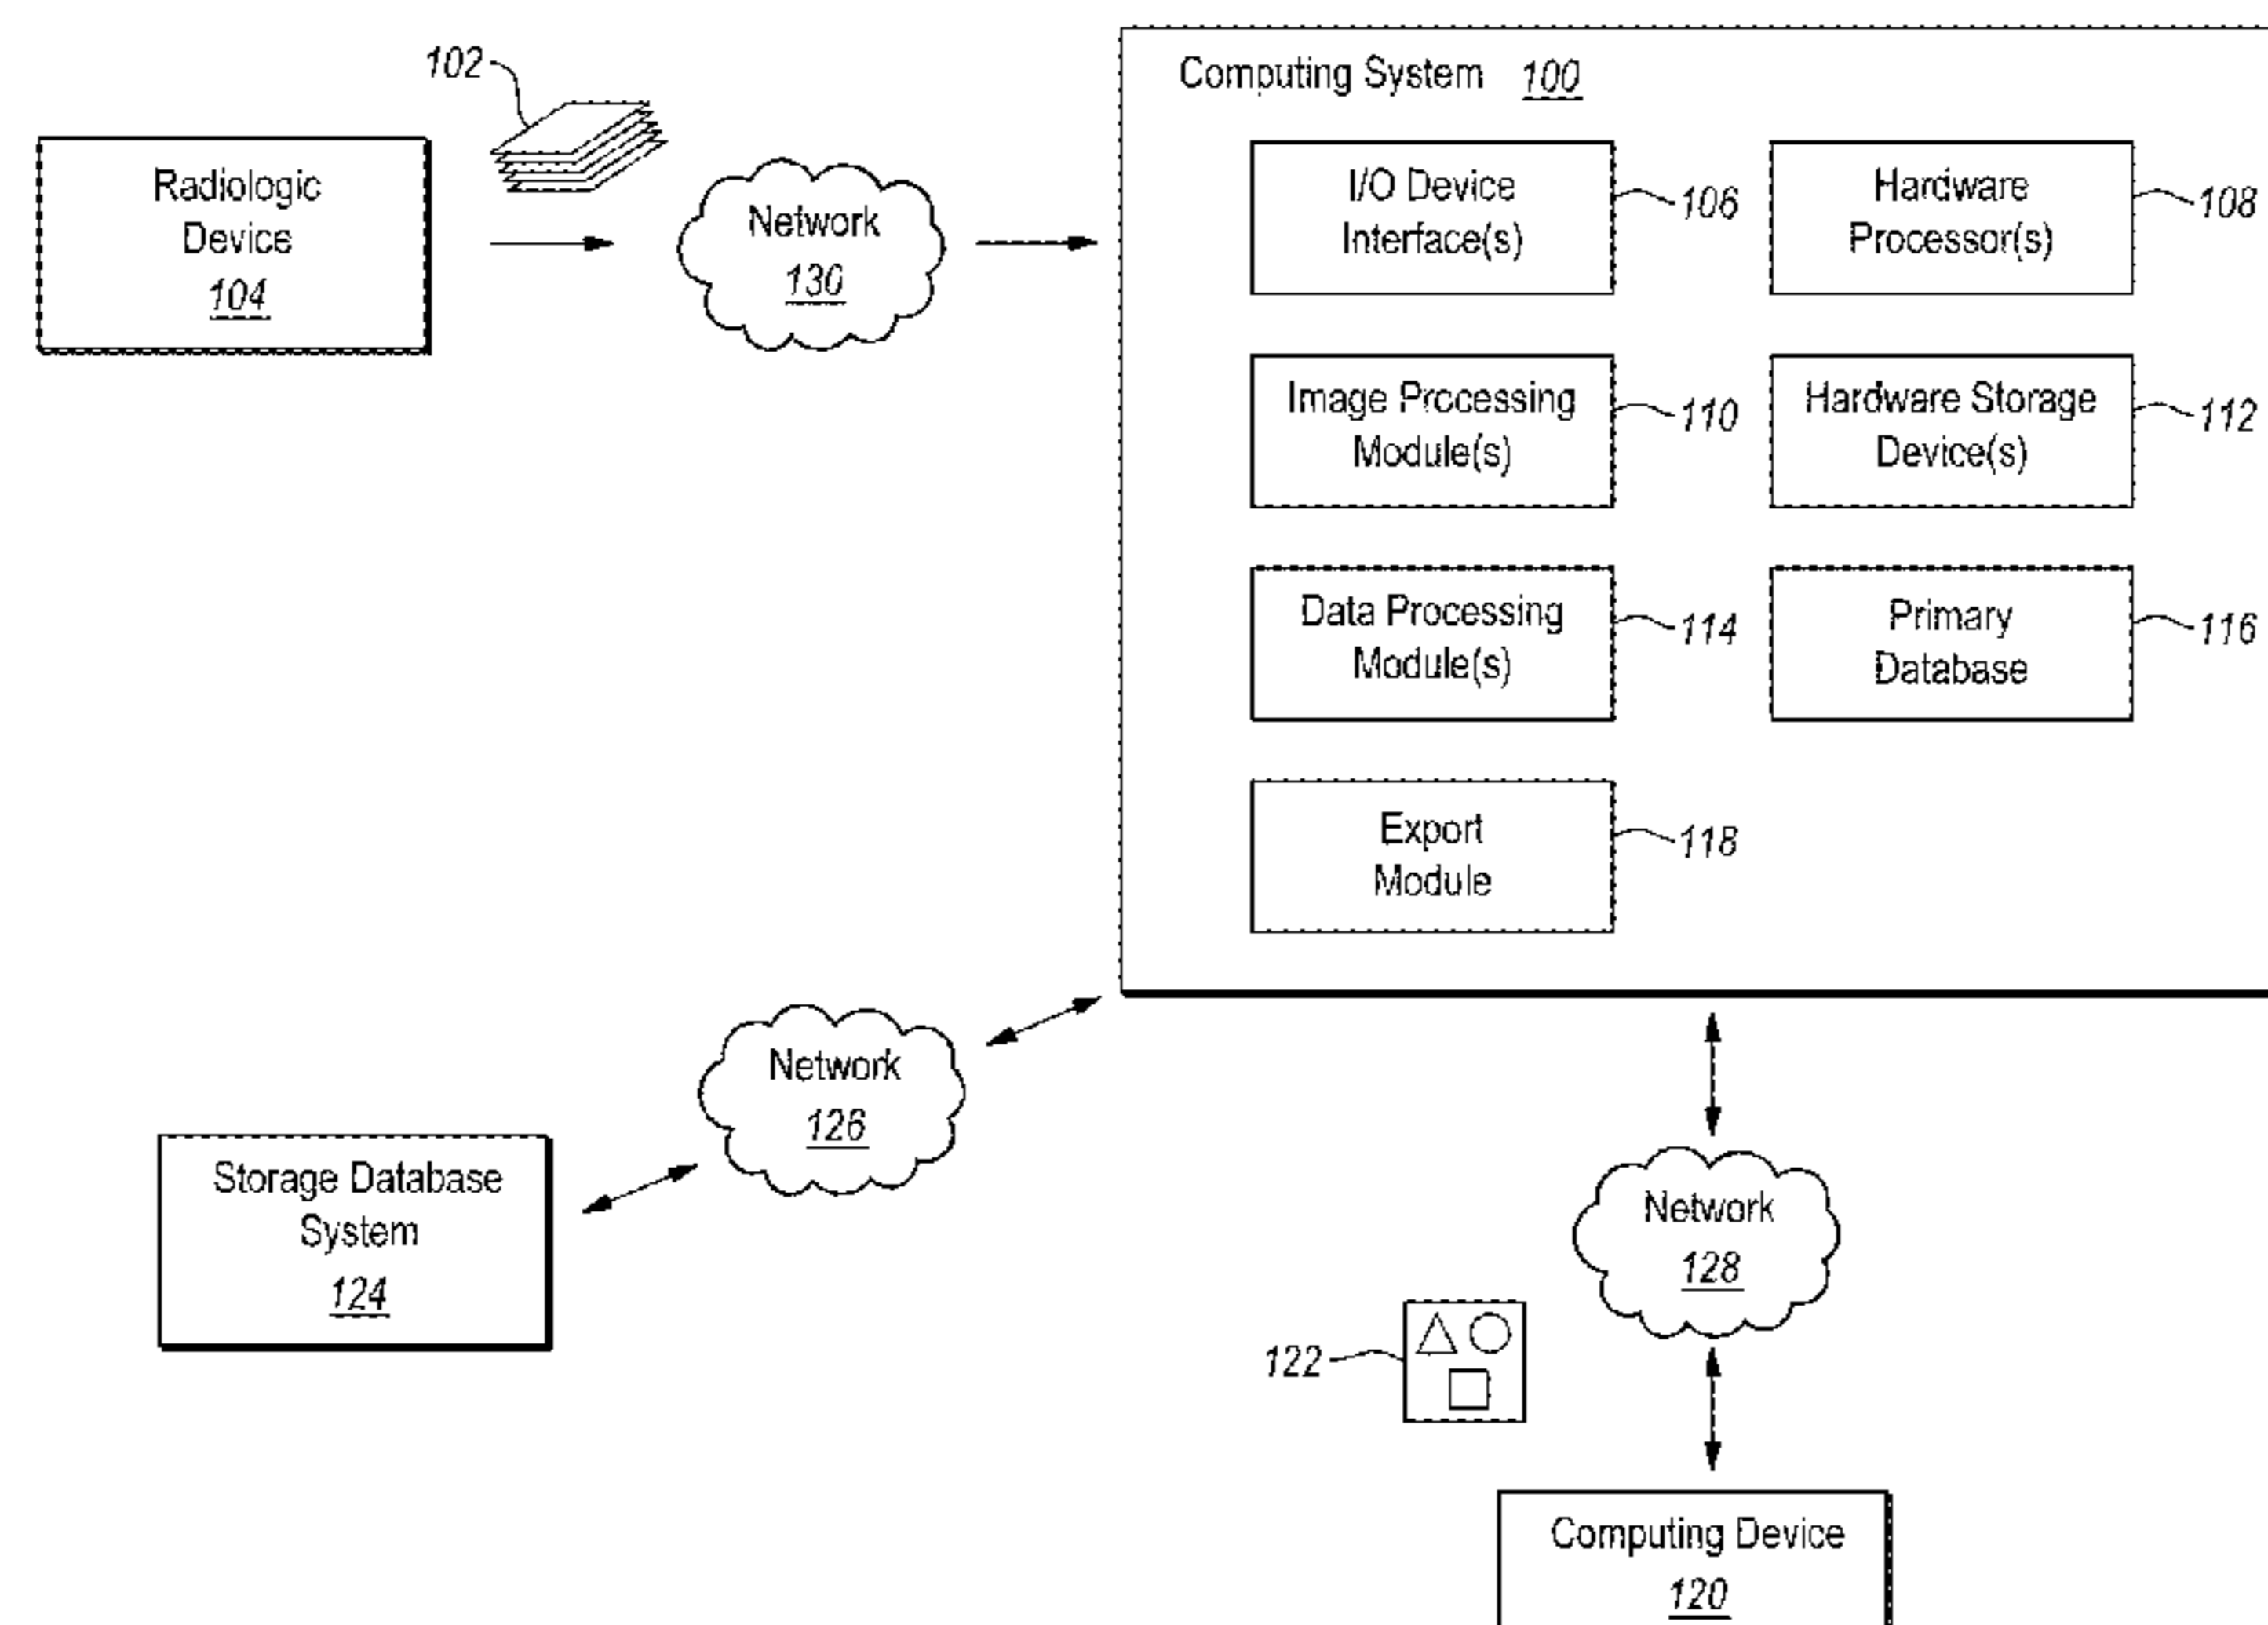 102
Radiologic
Device
104
Network
130
Computing System 100
I/O Device
Interface(s)
106
Hardware
Processor(s)
108
Image Processing
Module(s)
110
Hardware Storage
Device(s)
112
Data Processing
Module(s)
114
Primary
Database
116
Export
Module
118
Network
126
Storage Database
System
124
Network
128
122
Computing Device
120